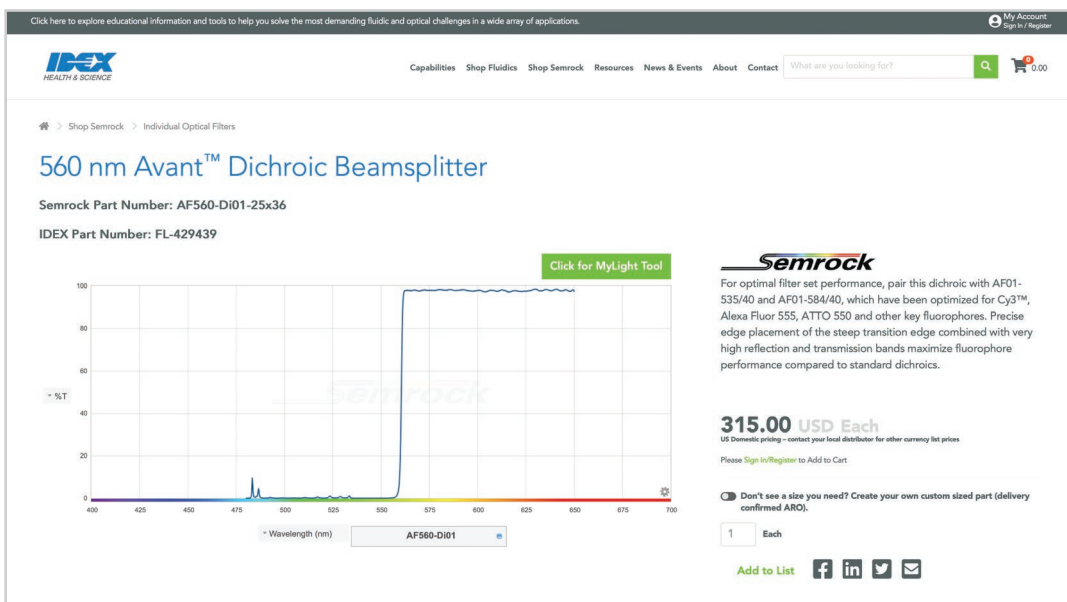 Click here to explore educational information and tools to help you solve the most demanding fluidic and optical challenges in a wide array of applications.
My Account
Sign In / Register
IDEX
HEALTH & SCIENCE
Capabilities Shop Fluidics Shop Semrock Resources News & Events About Contact
What are you looking for?
0
0.00
Shop Semrock > Individual Optical Filters
560 nm Avant™ Dichroic Beamsplitter
Semrock Part Number: AF560-Di01-25x36
IDEX Part Number: FL-429439
Click for MyLight Tool
100
80
60
%T
40
20
0
Semrock
400 425 450 475 500 525 550 575 600 625 650 675 700
Wavelength (nm)
AF560-Di01
Semrock
For optimal filter set performance, pair this dichroic with AF01-
535/40 and AF01-584/40, which have been optimized for Cy3™,
Alexa Fluor 555, ATTO 550 and other key fluorophores. Precise
edge placement of the steep transition edge combined with very
high reflection and transmission bands maximize fluorophore
performance compared to standard dichroics.
315.00 USD Each
US Domestic pricing – contact your local distributor for other currency list prices
Please Sign In/Register to Add to Cart
Don't see a size you need? Create your own custom sized part (delivery
confirmed ARO).
1 Each
Add to List